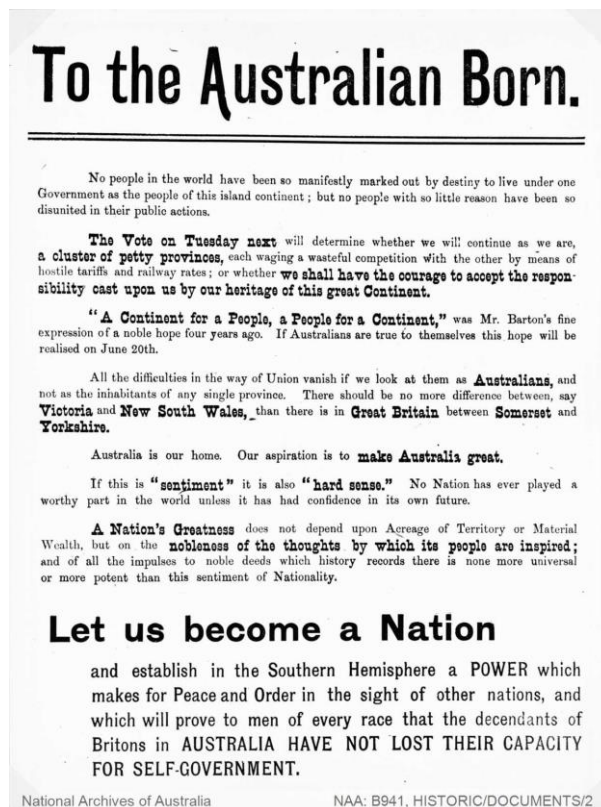 To the Australian Born.
No people in the world have been so manifestly marked out by destiny to live under one
Government as the people of this island continent ; but no people with so little reason have been so
disunited in their public actions.
The Vote on Tuesday next will determine whether we will continue as we are,
a cluster of petty provinces, each waging a wasteful competition with the other by means of
hostile tariffs and railway rates ; or whether we shall have the courage to accept the respon-
sibility cast upon us by our heritage of this great Continent.
"A Continent for a People, a People for a Continent," was Mr. Barton's fine
expression of a noble hope four years ago. If Australians are true to themselves this hope will be
realised on June 20th.
All the difficulties in the way of Union vanish if we look at them as Australians, and
not as the inhabitants of any single province. There should be no more difference between, say
Victoria and New South Wales, than there is in Great Britain between Somerset and
Yorkshire.
Australia is our home. Our aspiration is to make Australia great.
If this is "sentiment" it is also "hard sense." No Nation has ever played a
worthy part in the world unless it has had confidence in its own future.
A Nation's Greatness does not depend upon Acreage of Territory or Material
Wealth, but on the nobleness of the thoughts by which its people are inspired ;
and of all the impulses to noble deeds which history records there is none more universal
or more potent than this sentiment of Nationality.
Let us become a Nation
and establish in the Southern Hemisphere a POWER which
makes for Peace and Order in the sight of other nations, and
which will prove to men of every race that the decendants of
Britons in AUSTRALIA HAVE NOT LOST THEIR CAPACITY
FOR SELF-GOVERNMENT.
National Archives of Australia
NAA: B941, HISTORIC/DOCUMENTS/2